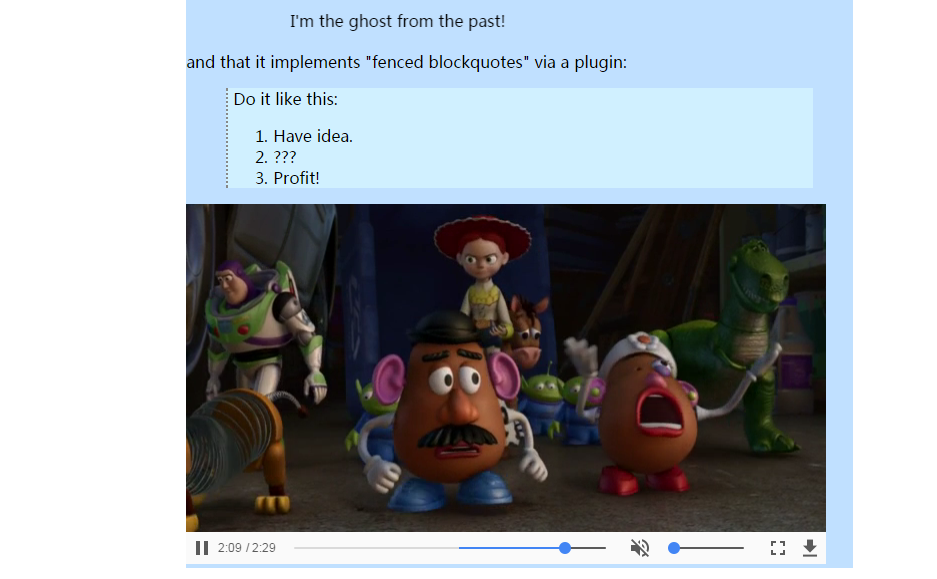 I'm the ghost from the past!
and that it implements "fenced blockquotes" via a plugin:
Do it like this:
1. Have idea.
2. ???
3. Profit!
2:09 / 2:29